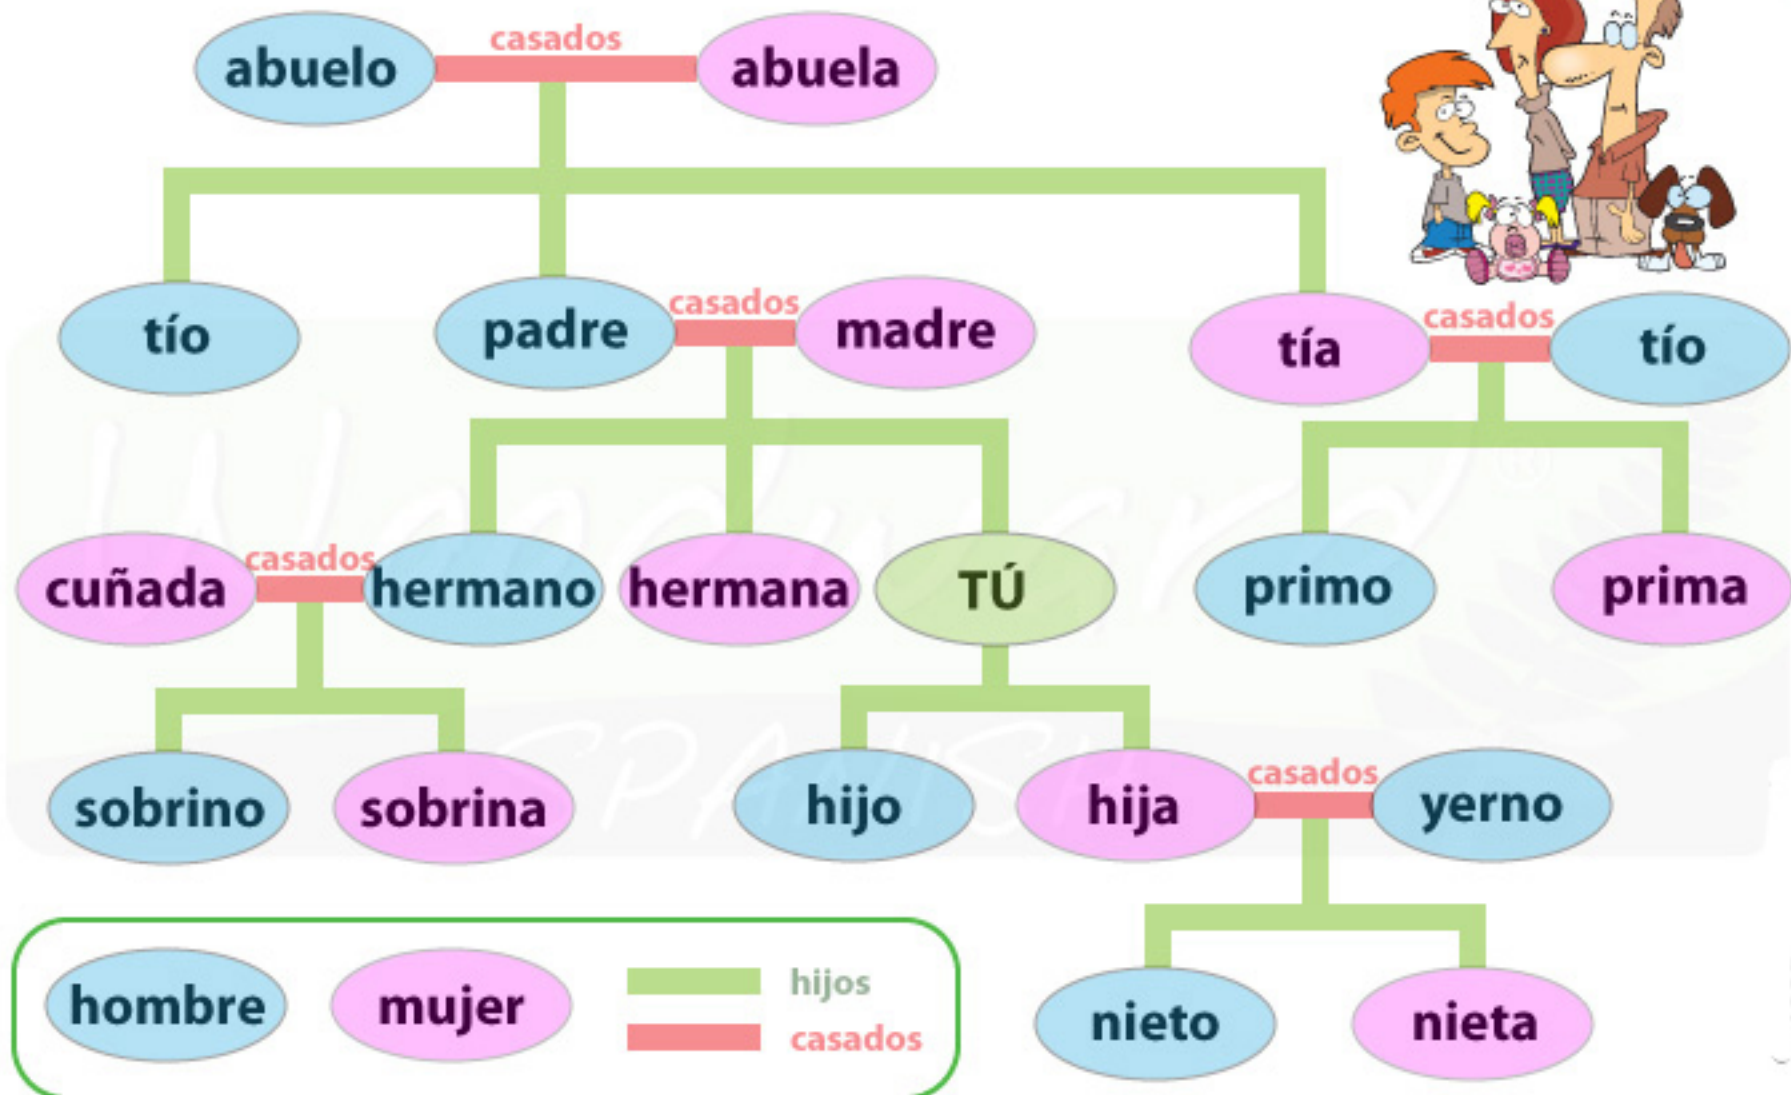 casados
abuelo abuela
casados casados
tío padre madre tía tío
casados
cuñada hermano hermana TÚ primo prima
casados
sobrino sobrina hijo hija yerno
hombre mujer hijos
casados
nieto nieta
SPANISH